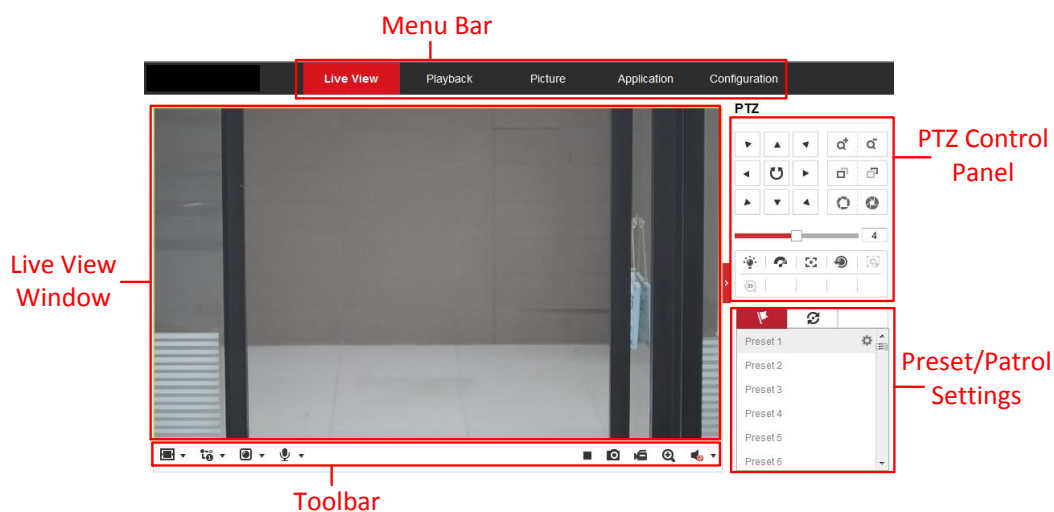 Menu Bar
Live View Playback Picture Application Configuration
PTZ
PTZ Control
Panel
4
Live View
Window
Preset 1
Preset 2
Preset 3
Preset 4
Preset 5
Preset 6
Preset/Patrol
Settings
Toolbar